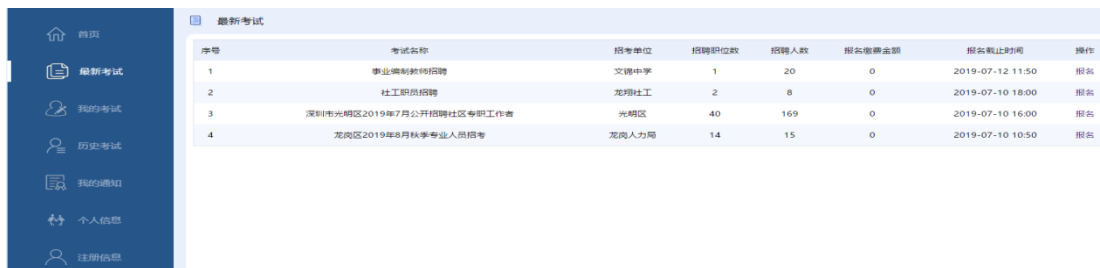 首页
最新考试
我的考试
历史考试
我的通知
个人信息
注册信息
最新考试
序号 考试名称 招考单位 招聘职位数 招聘人数 报名缴费金额 报名截止时间 操作
1 事业编制教师招聘 文锦中学 1 20 0 2019-07-12 11:50 报名
2 社工职员招聘 龙翔社工 2 8 0 2019-07-10 18:00 报名
3 深圳市光明区2019年7月公开招聘社区专职工作者 光明区 40 169 0 2019-07-10 16:00 报名
4 龙岗区2019年8月秋季专业人员招考 龙岗人力局 14 15 0 2019-07-10 10:50 报名